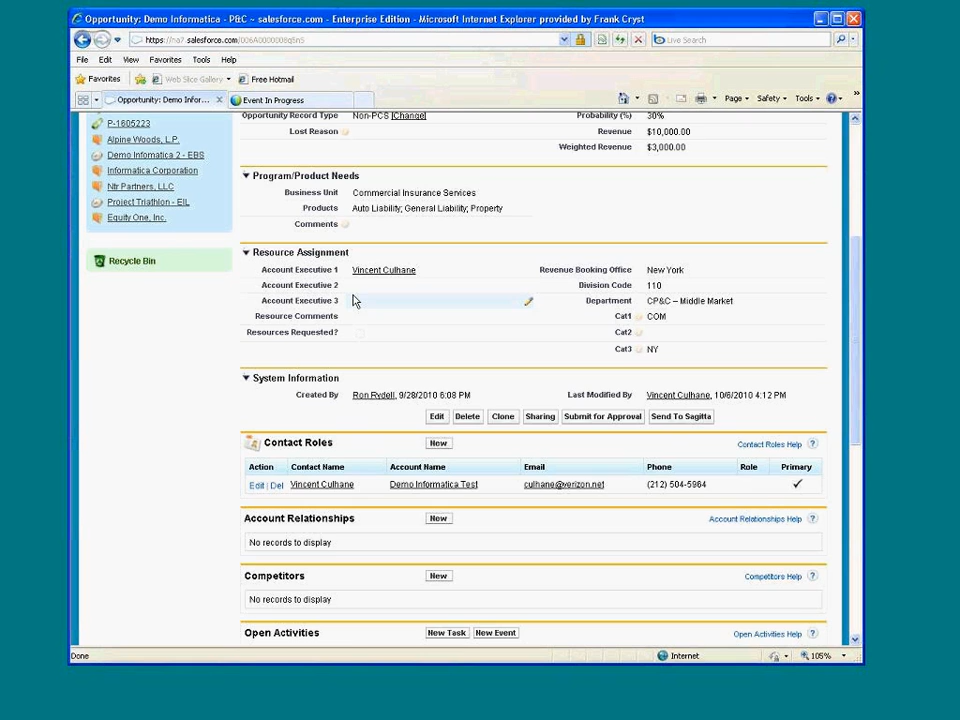 Opportunity: Demo Informatica - P&C ~ salesforce.com - Enterprise Edition - Microsoft Internet Explorer provided by Frank Cryst
Live Search
File Edit View Favorites Tools Help
Favorites Web Slice Gallery Free Hotmail
Opportunity: Demo Infor... Event In Progress Page Safety Tools
P-1605223
Alpine Woods, L.P.
Demo Infomatica 2 - EBS
Informatica Corporation
Ntr Partners, LLC
Project Triathlon - EIL
Equity One, Inc.
Recycle Bin
Opportunity Record Type Non-PCS [Change] Probability (%) 30%
Lost Reason Revenue $10,000.00
Weighted Revenue $3,000.00
Program/Product Needs
Business Unit Commercial Insurance Services
Products Auto Liability; General Liability; Property
Comments
Resource Assignment
Account Executive 1 Vincent Culhane Revenue Booking Office New York
Account Executive 2 Division Code 110
Account Executive 3 Department CP&C – Middle Market
Resource Comments Cat1 COM
Resources Requested? Cat2
Cat3 NY
System Information
Created By Ron Rydell, 9/28/2010 6:08 PM Last Modified By Vincent Culhane, 10/6/2010 4:12 PM
Edit Delete Clone Sharing Submit for Approval Send To Sagitta
Contact Roles New Contact Roles Help ?
Action Contact Name Account Name Email Phone Role Primary
Edit | Del Vincent Culhane Demo Informatica Test culhane@verizon.net (212) 504-5984
Account Relationships New Account Relationships Help ?
No records to display
Competitors New Competitors Help ?
No records to display
Open Activities New Task New Event Open Activities Help ?
Done Internet 105%